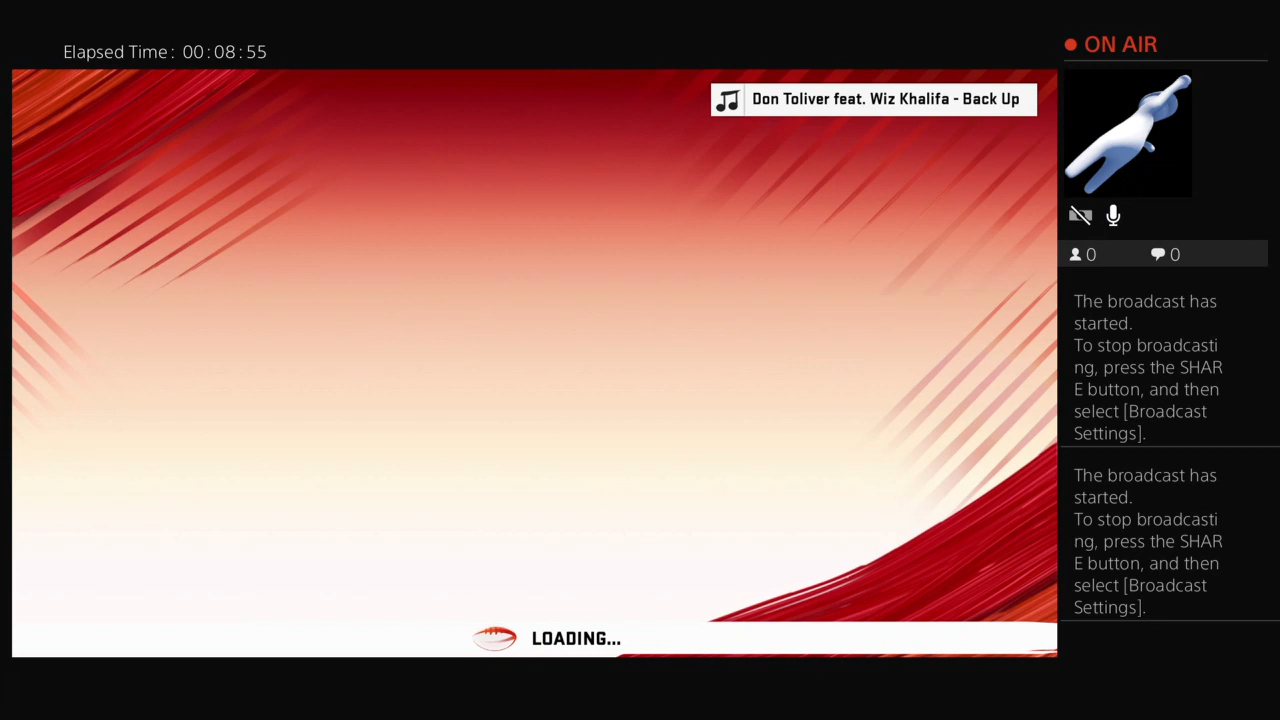 Elapsed Time: 00:08:55
ON AIR
Don Toliver feat. Wiz Khalifa - Back Up
0 0
The broadcast has
started.
To stop broadcasti
ng, press the SHAR
E button, and then
select [Broadcast
Settings].
The broadcast has
started.
To stop broadcasti
ng, press the SHAR
E button, and then
select [Broadcast
Settings].
LOADING...